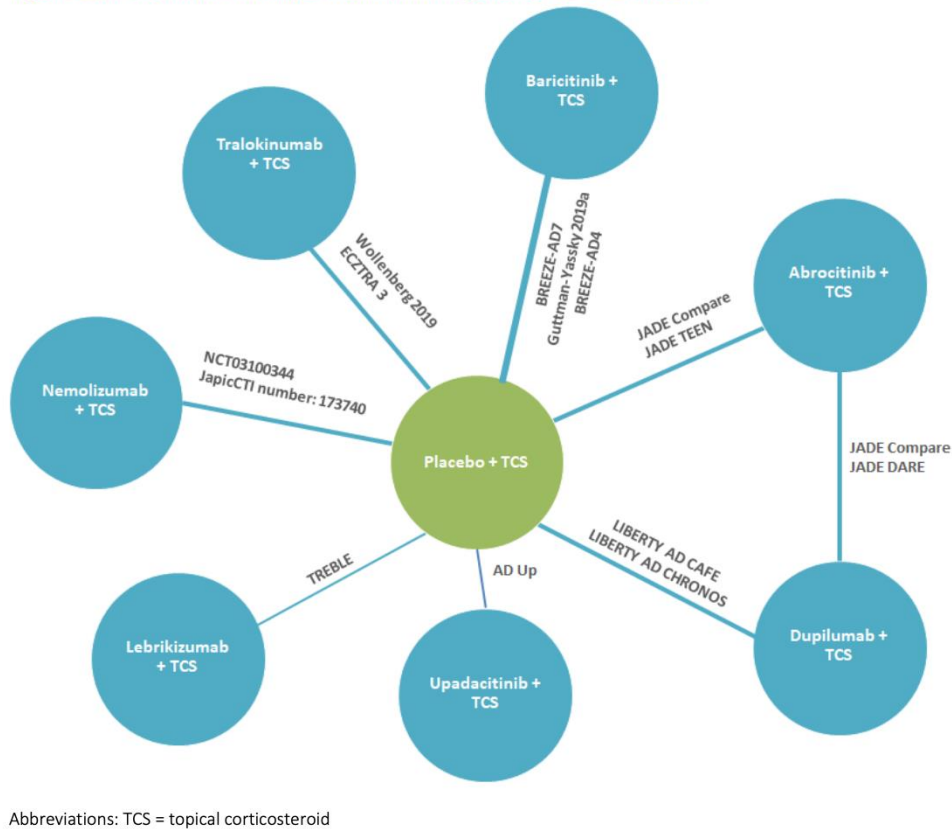 Baricitinib +
TCS
Tralokinumab
+ TCS
Abrocitinib +
TCS
Wollenberg 2019
ECZTRA 3
BREEZE-AD7
Guttman-Yassky 2019a
BREEZE-AD4
JADE Compare
JADE TEEN
NCT03100344
JapicCTI number: 173740
Nemolizumab
+ TCS
Placebo + TCS
JADE Compare
JADE DARE
LIBERTY AD CAFE
LIBERTY AD CHRONOS
TREBLE
AD Up
Lebrikizumab
+ TCS
Upadacitinib +
TCS
Dupilumab +
TCS
Abbreviations: TCS = topical corticosteroid